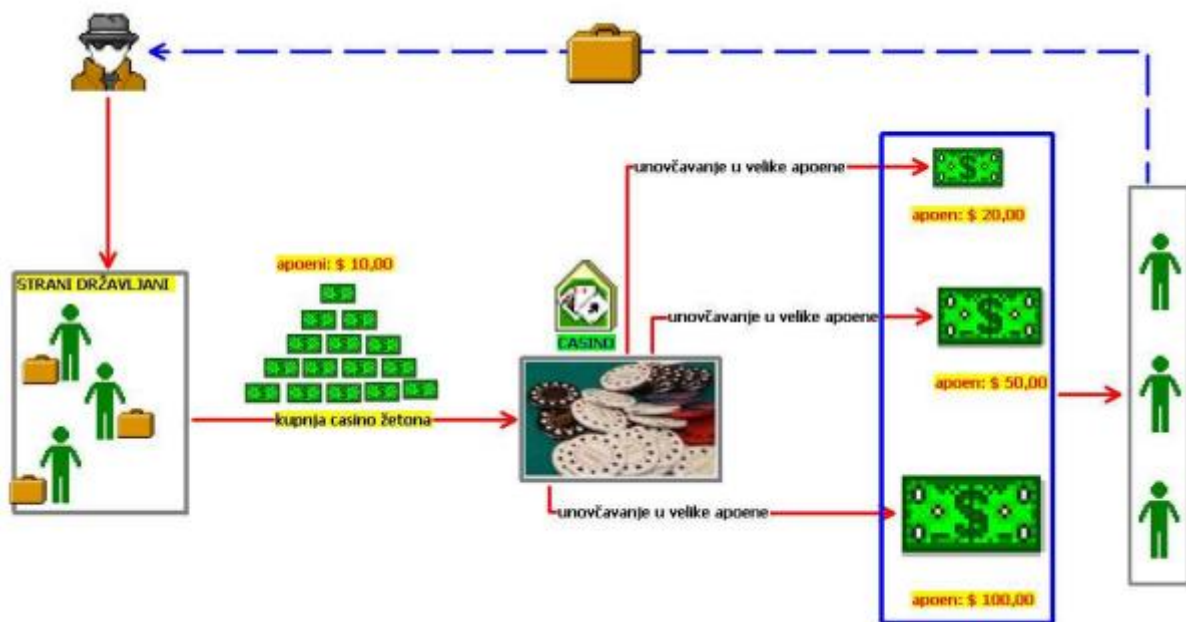 unovčavanje u velike apoene
apoen: $ 20,00
STRANI DRŽAVLJANI
apoeni: $ 10,00
unovčavanje u velike apoene
CASINO
apoen: $ 50,00
kupnja casino žetona
unovčavanje u velike apoene
apoen: $ 100,00